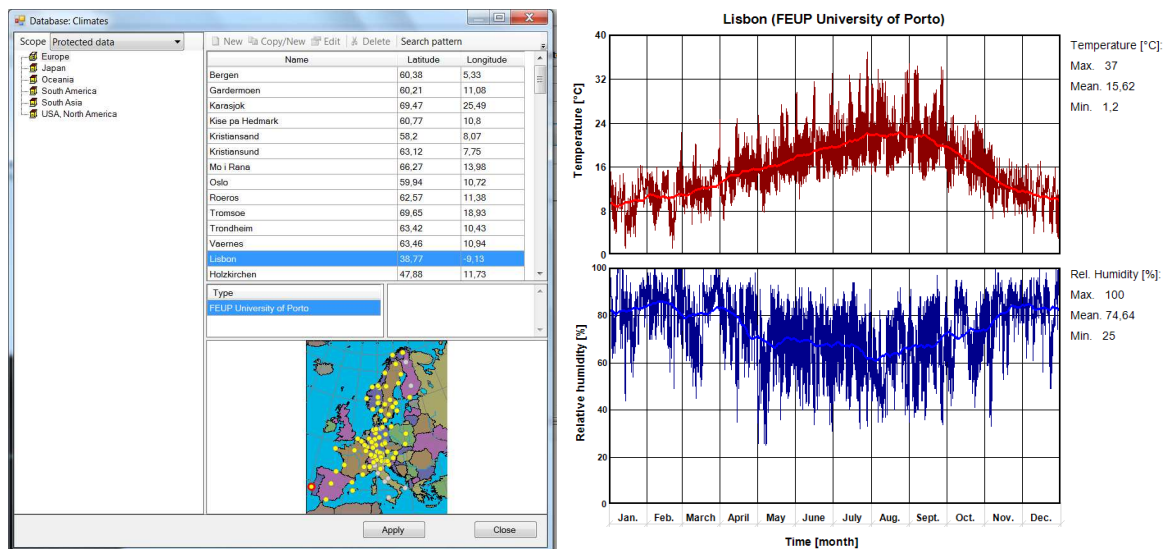 Database: Climates
Scope Protected data
Europe
Japan
Oceania
South America
South Asia
USA, North America
New Copy/New Edit Delete Search pattern
Name Latitude Longitude
Bergen 60,38 5,33
Gardermoen 60,21 11,08
Karasjok 69,47 25,49
Kise pa Hedmark 60,77 10,8
Kristiansand 58,2 8,07
Kristiansund 63,12 7,75
Mo i Rana 66,27 13,98
Oslo 59,94 10,72
Roeros 62,57 11,38
Tromsoe 69,65 18,93
Trondheim 63,42 10,43
Vaernes 63,46 10,94
Lisbon 38,77 -9,13
Holzkirchen 47,88 11,73
Type
FEUP University of Porto
Apply Close
Lisbon (FEUP University of Porto)
Temperature [°C]
40
32
24
16
8
0
Temperature [°C]:
Max. 37
Mean. 15,62
Min. 1,2
Relative humidity [%]
100
80
60
40
20
0
Rel. Humidity [%]:
Max. 100
Mean. 74,64
Min. 25
Jan. Feb. March April May June July Aug. Sept. Oct. Nov. Dec.
Time [month]